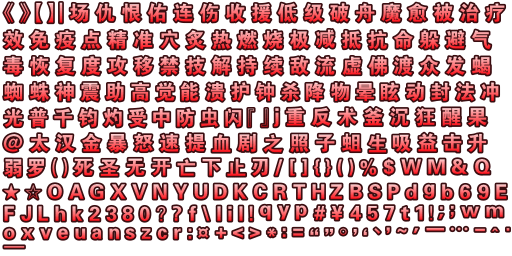 《》【】|场仇恨佑连伤收援低级破舟魔愈被治疗
效免疫点精准穴炙热燃烧极减抵抗命躲避气
毒恢复度攻移禁技解持续敌流虚佛渡众发蝎
蜘蛛神震助高觉能溃护钟杀降物晕眩动封法冲
光普千钧灼受中防虫闪『』j重反术釜沉狂醒果
@太汉金暴怒速提血剧之照子蛆生吸益击升
弱罗()死圣无开亡下止刃/[]{}()%$WM&Q
★☆OAGXVNYUDKCRTHZBSPdgb69E
FJLhk2380??f\lili!qyp#¥457t1!;;wm
oxveuanszcr:¤+<>*:=“”°,‘、’~/一…-^·
—